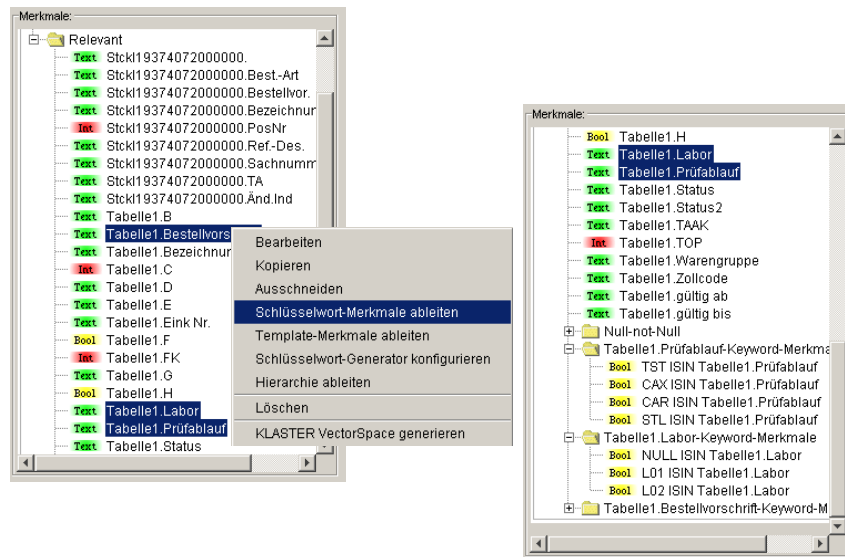 Merkmale:
Relevant
Text Stckl19374072000000.
Text Stckl19374072000000.Best.-Art
Text Stckl19374072000000.Bestellvor.
Text Stckl19374072000000.Bezeichnur
Int Stckl19374072000000.PosNr
Text Stckl19374072000000.Ref.-Des.
Text Stckl19374072000000.Sachnumm
Text Stckl19374072000000.TA
Text Stckl19374072000000.Änd.Ind
Text Tabelle1.B
Text Tabelle1.Bestellvors
Text Tabelle1.Bezeichnur
Int Tabelle1.C
Text Tabelle1.D
Text Tabelle1.E
Text Tabelle1.Eink Nr.
Bool Tabelle1.F
Int Tabelle1.FK
Text Tabelle1.G
Bool Tabelle1.H
Text Tabelle1.Labor
Text Tabelle1.Prüfablauf
Text Tabelle1.Status
Bearbeiten
Kopieren
Ausschneiden
Schlüsselwort-Merkmale ableiten
Template-Merkmale ableiten
Schlüsselwort-Generator konfigurieren
Hierarchie ableiten
Löschen
KLASTER VectorSpace generieren
Merkmale:
Bool Tabelle1.H
Text Tabelle1.Labor
Text Tabelle1.Prüfablauf
Text Tabelle1.Status
Text Tabelle1.Status2
Text Tabelle1.TAAK
Int Tabelle1.TOP
Text Tabelle1.Warengruppe
Text Tabelle1.Zollcode
Text Tabelle1.gültig ab
Text Tabelle1.gültig bis
Null-not-Null
Tabelle1.Prüfablauf-Keyword-Merkma
Bool TST ISIN Tabelle1.Prüfablauf
Bool CAX ISIN Tabelle1.Prüfablauf
Bool CAR ISIN Tabelle1.Prüfablauf
Bool STL ISIN Tabelle1.Prüfablauf
Tabelle1.Labor-Keyword-Merkmale
Bool NULL ISIN Tabelle1.Labor
Bool L01 ISIN Tabelle1.Labor
Bool L02 ISIN Tabelle1.Labor
Tabelle1.Bestellvorschrift-Keyword-M